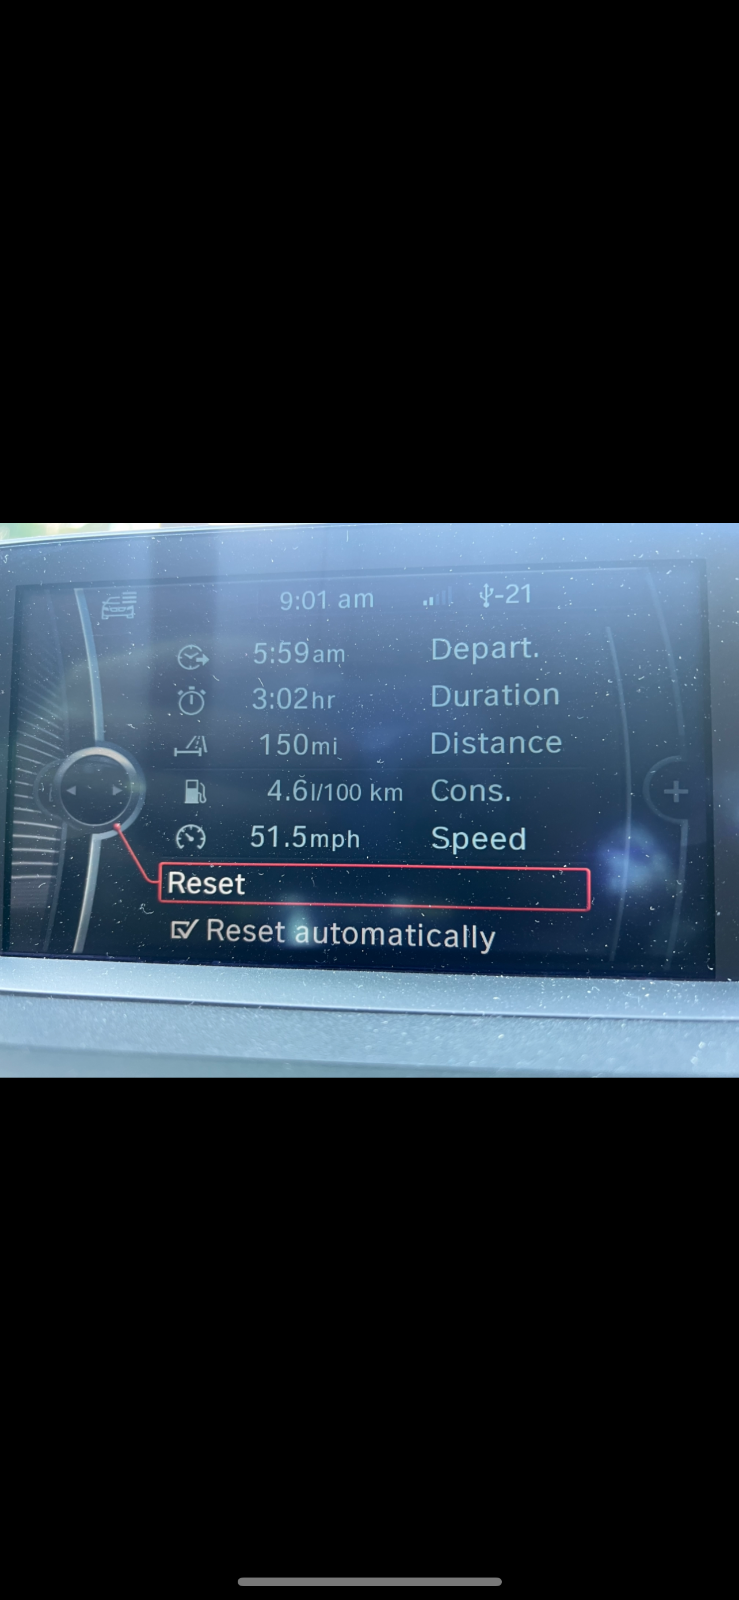 9:01 am -21
5:59am Depart.
3:02hr Duration
150mi Distance
4.6l/100 km Cons.
51.5mph Speed
Reset
Reset automatically